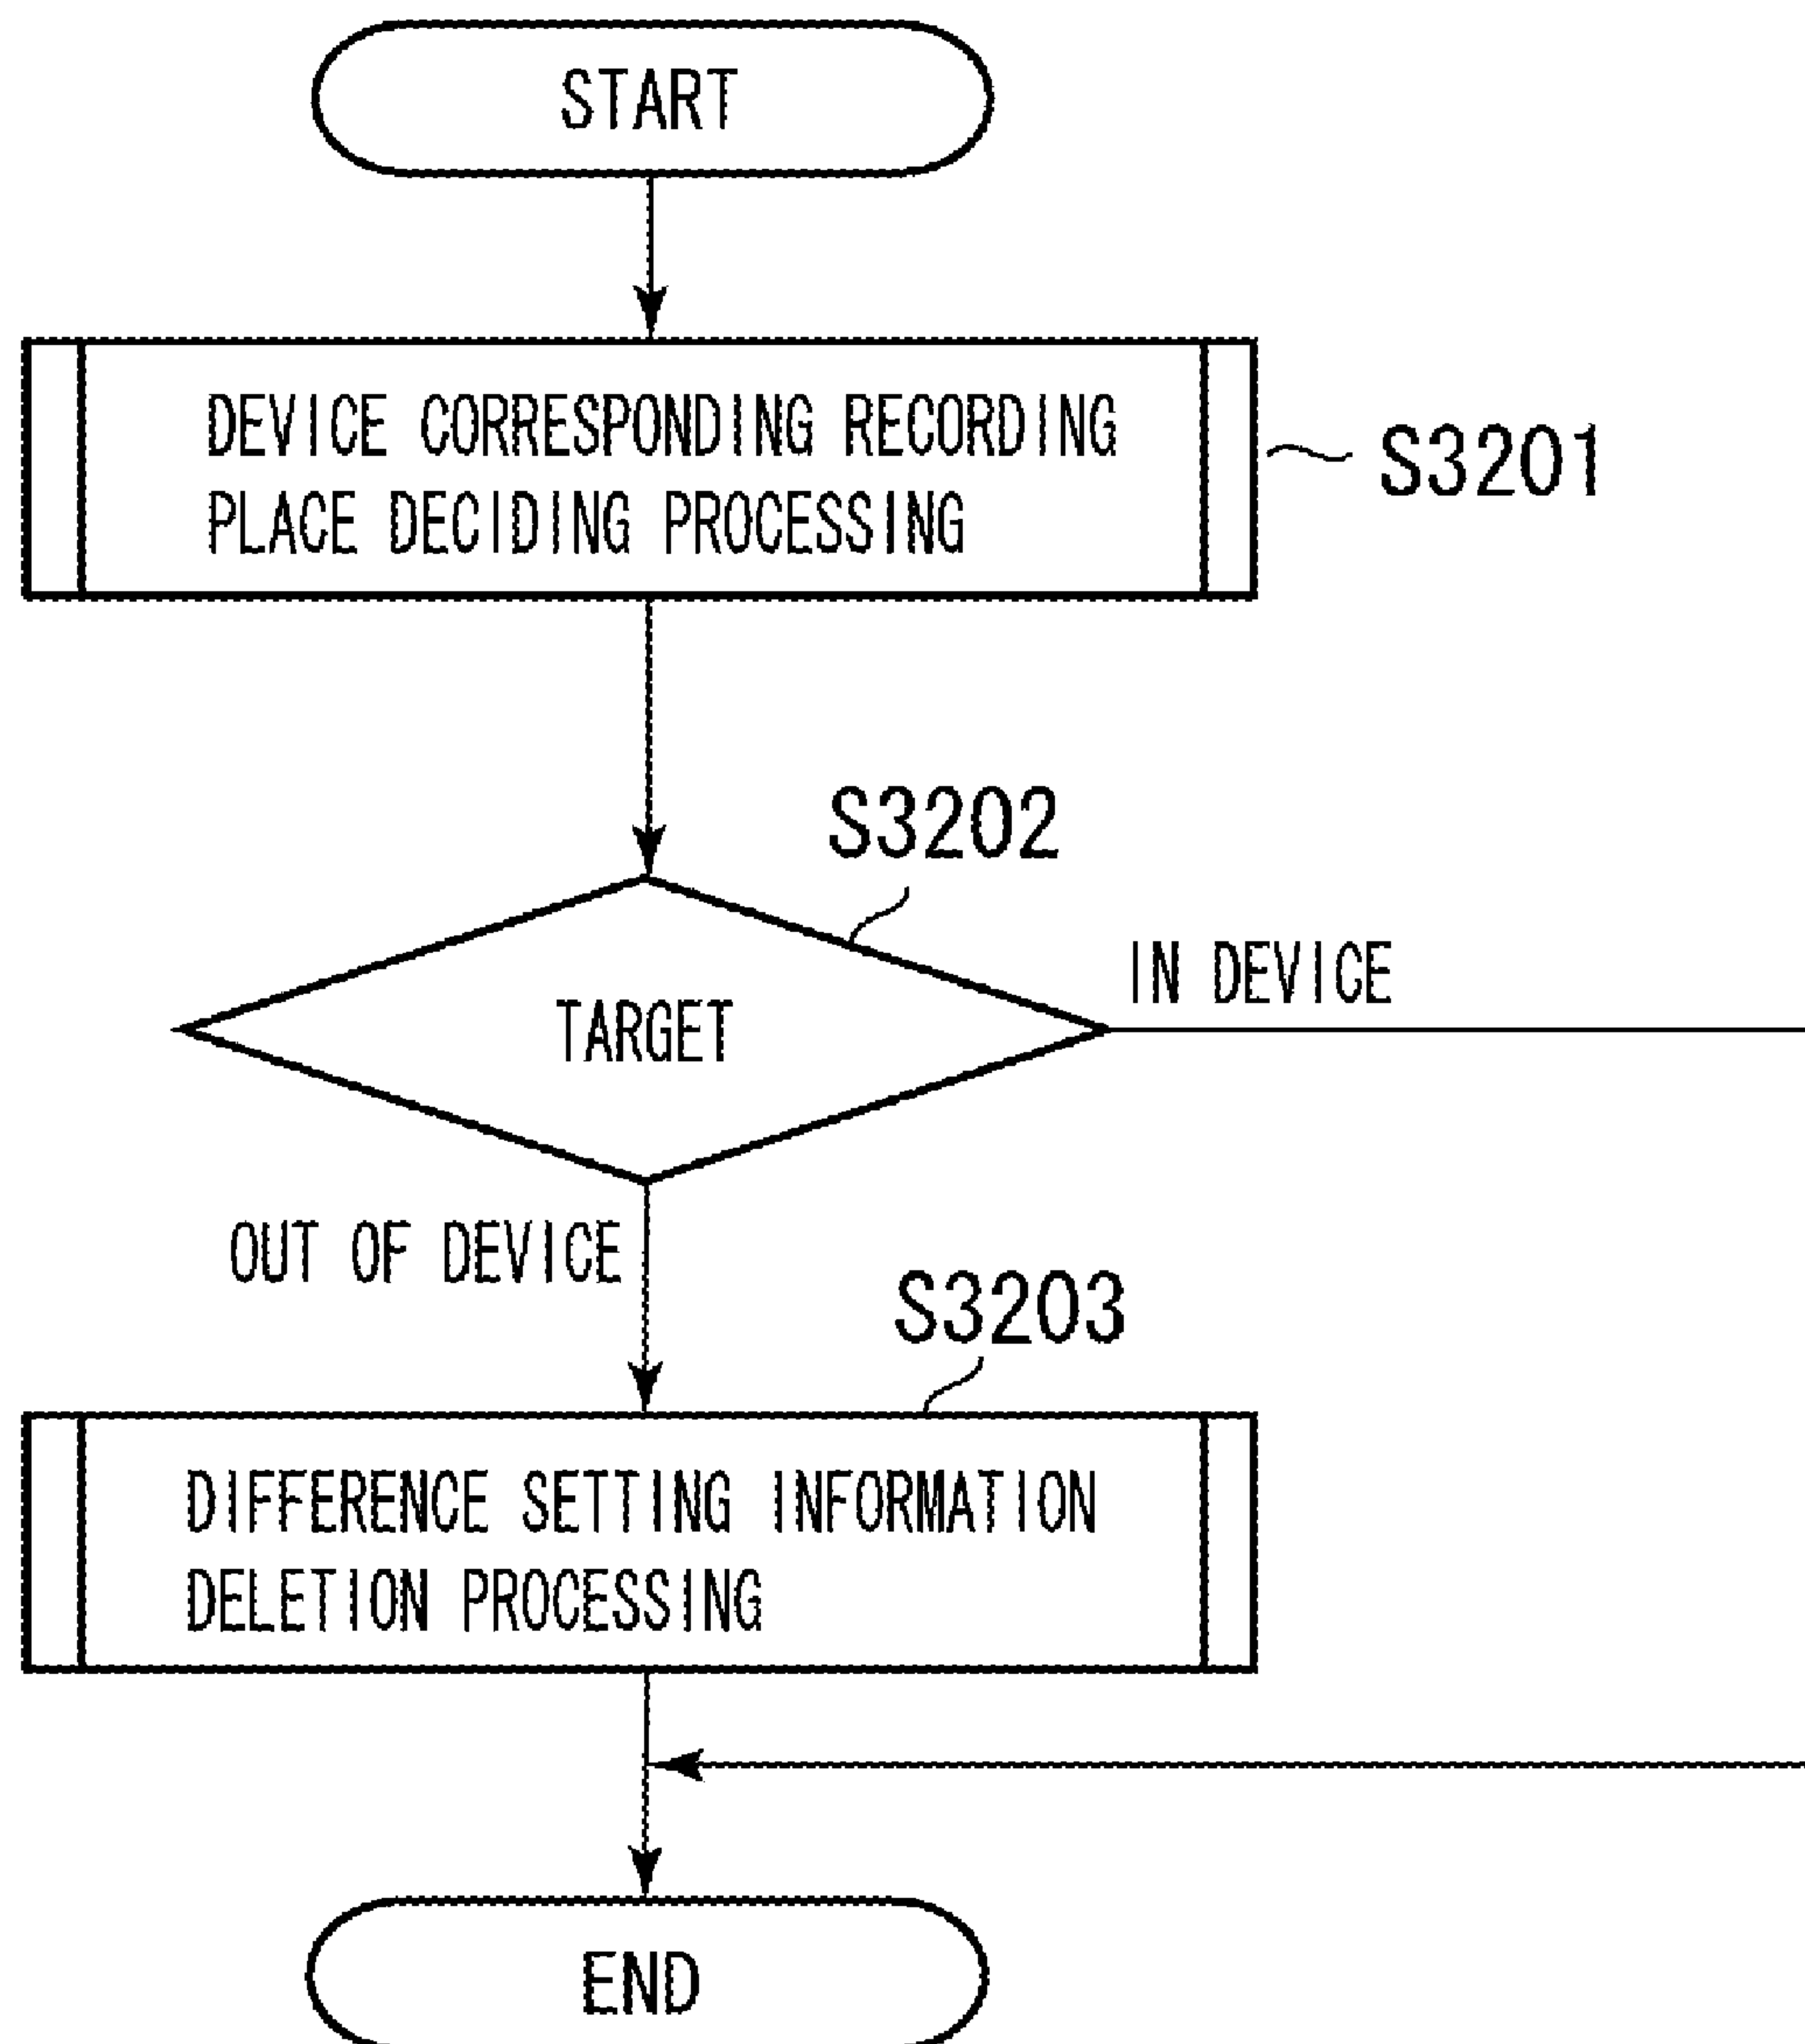 START
DEVICE CORRESPONDING RECORDING
PLACE DECIDING PROCESSING
S3201
S3202
IN DEVICE
TARGET
OUT OF DEVICE
S3203
DIFFERENCE SETTING INFORMATION
DELETION PROCESSING
END